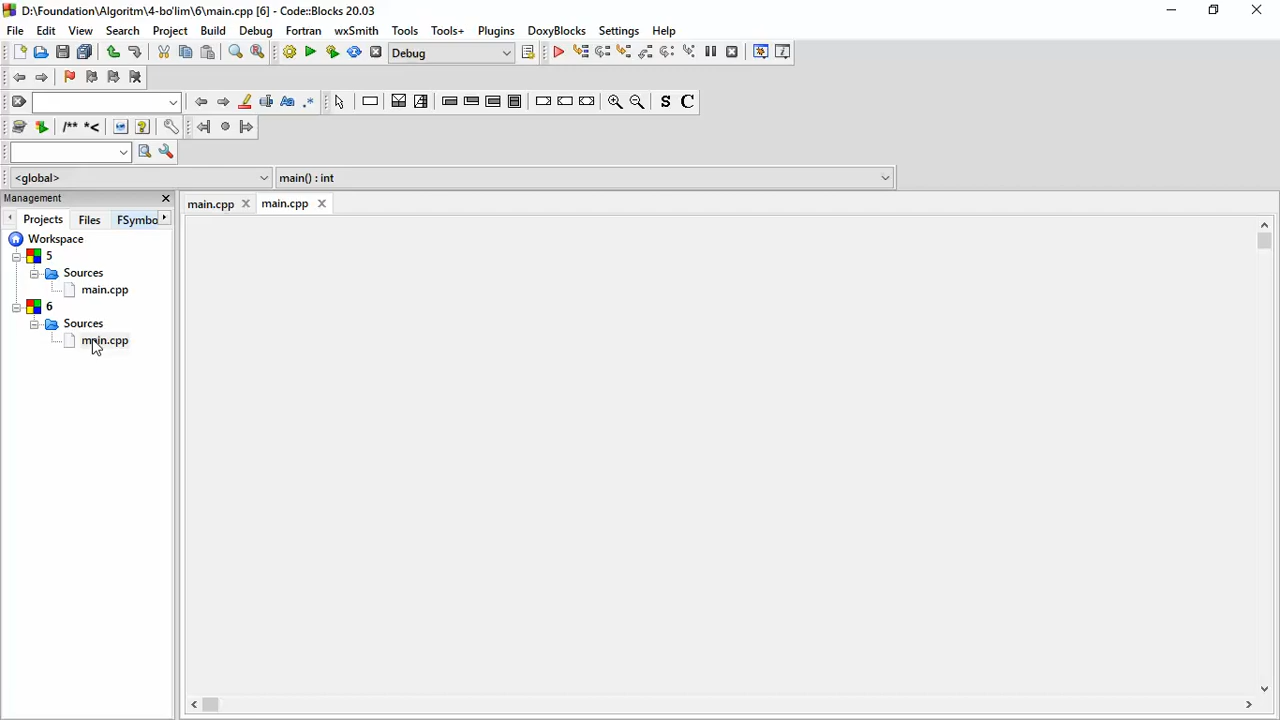 D:\Foundation\Algoritm\4-bo'lim\6\main.cpp [6] - Code::Blocks 20.03
File Edit View Search Project Build Debug Fortran wxSmith Tools Tools+ Plugins DoxyBlocks Settings Help
Debug
/** *<
S C
<global> main() : int
Management
main.cpp main.cpp
Projects Files FSymbo
Workspace
5
Sources
main.cpp
6
Sources
main.cpp